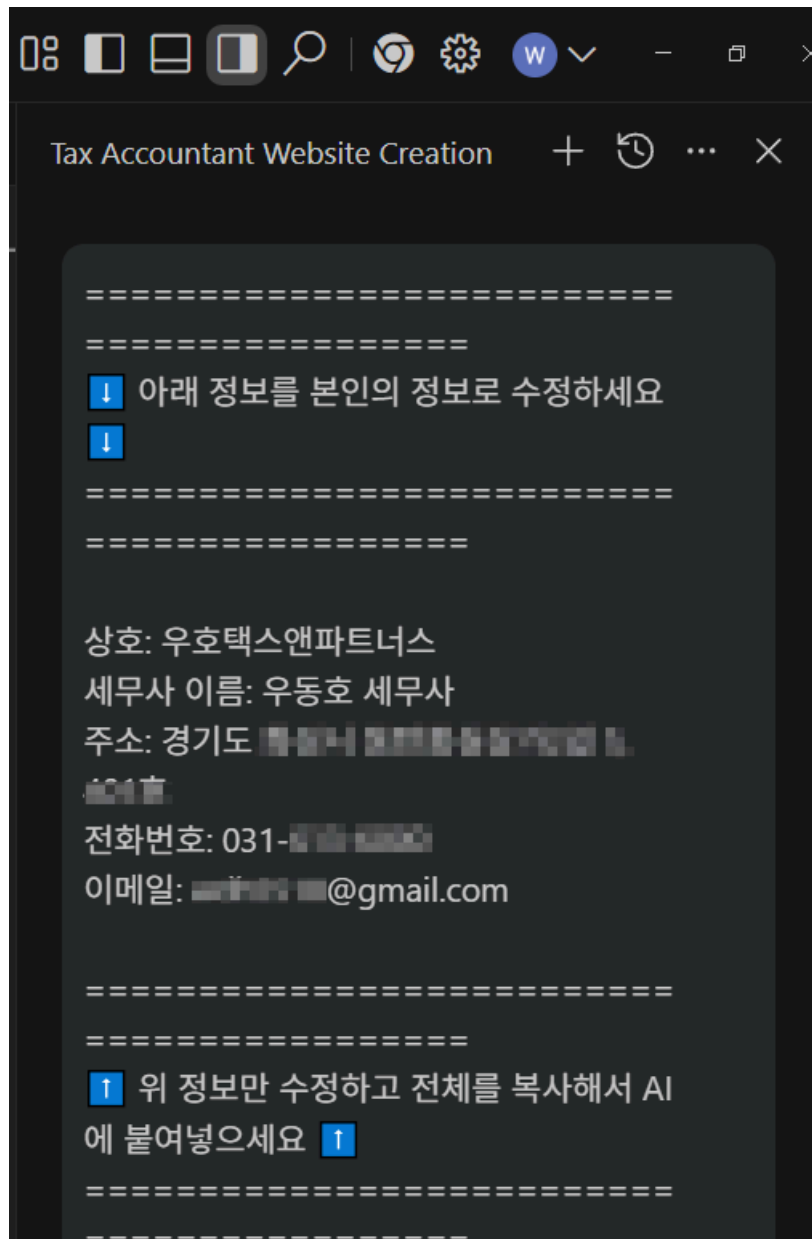 W
Tax Accountant Website Creation
==========================
=================
⬇️ 아래 정보를 본인의 정보로 수정하세요
⬇️
==========================
=================
상호: 우호택스앤파트너스
세무사 이름: 우동호 세무사
주소: 경기도
전화번호: 031-
이메일: @gmail.com
==========================
=================
⬆️ 위 정보만 수정하고 전체를 복사해서 AI
에 붙여넣으세요 ⬆️
==========================
=================